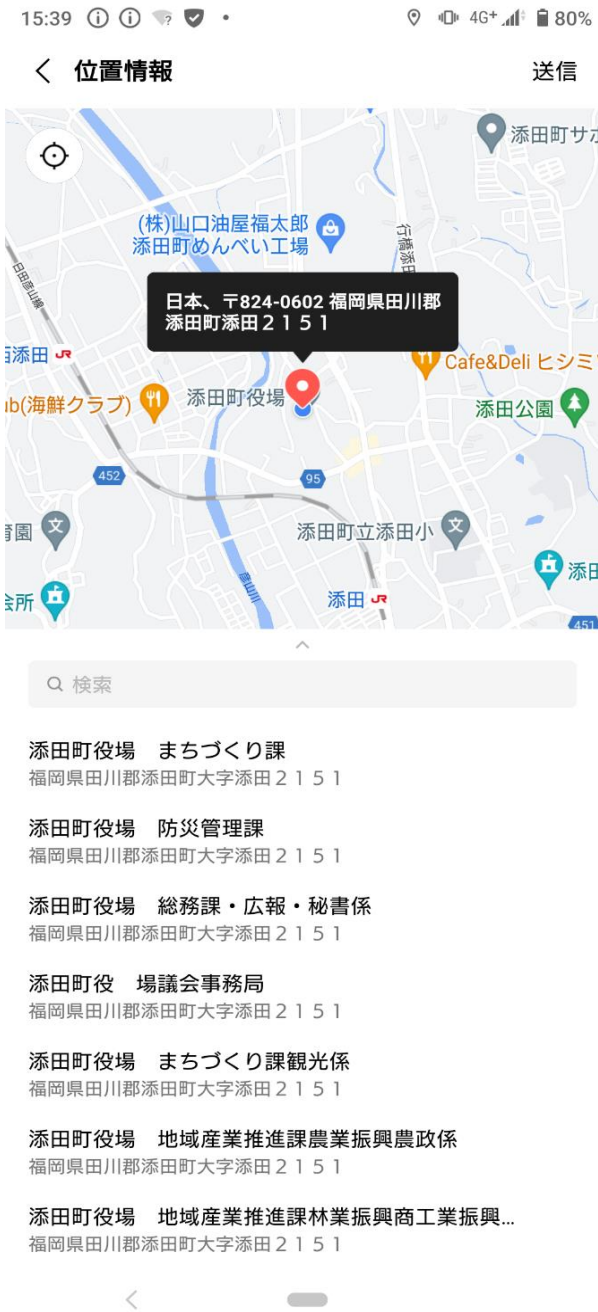 15:39
4G+
80%
位置情報
送信
添田町サポ
(株)山口油屋福太郎
添田町めんべい工場
行橋添田
日田彦山線
日本、〒824-0602 福岡県田川郡
添田町添田２１５１
西添田 JR
Cafe&Deli ヒシミ
ub(海鮮クラブ)
添田町役場
添田公園
452
95
育園
添田町立添田小
添田
会所
彦山川
添田 JR
451
検索
添田町役場　まちづくり課
福岡県田川郡添田町大字添田２１５１
添田町役場　防災管理課
福岡県田川郡添田町大字添田２１５１
添田町役場　総務課・広報・秘書係
福岡県田川郡添田町大字添田２１５１
添田町役　場議会事務局
福岡県田川郡添田町大字添田２１５１
添田町役場　まちづくり課観光係
福岡県田川郡添田町大字添田２１５１
添田町役場　地域産業推進課農業振興農政係
福岡県田川郡添田町大字添田２１５１
添田町役場　地域産業推進課林業振興商工業振興...
福岡県田川郡添田町大字添田２１５１